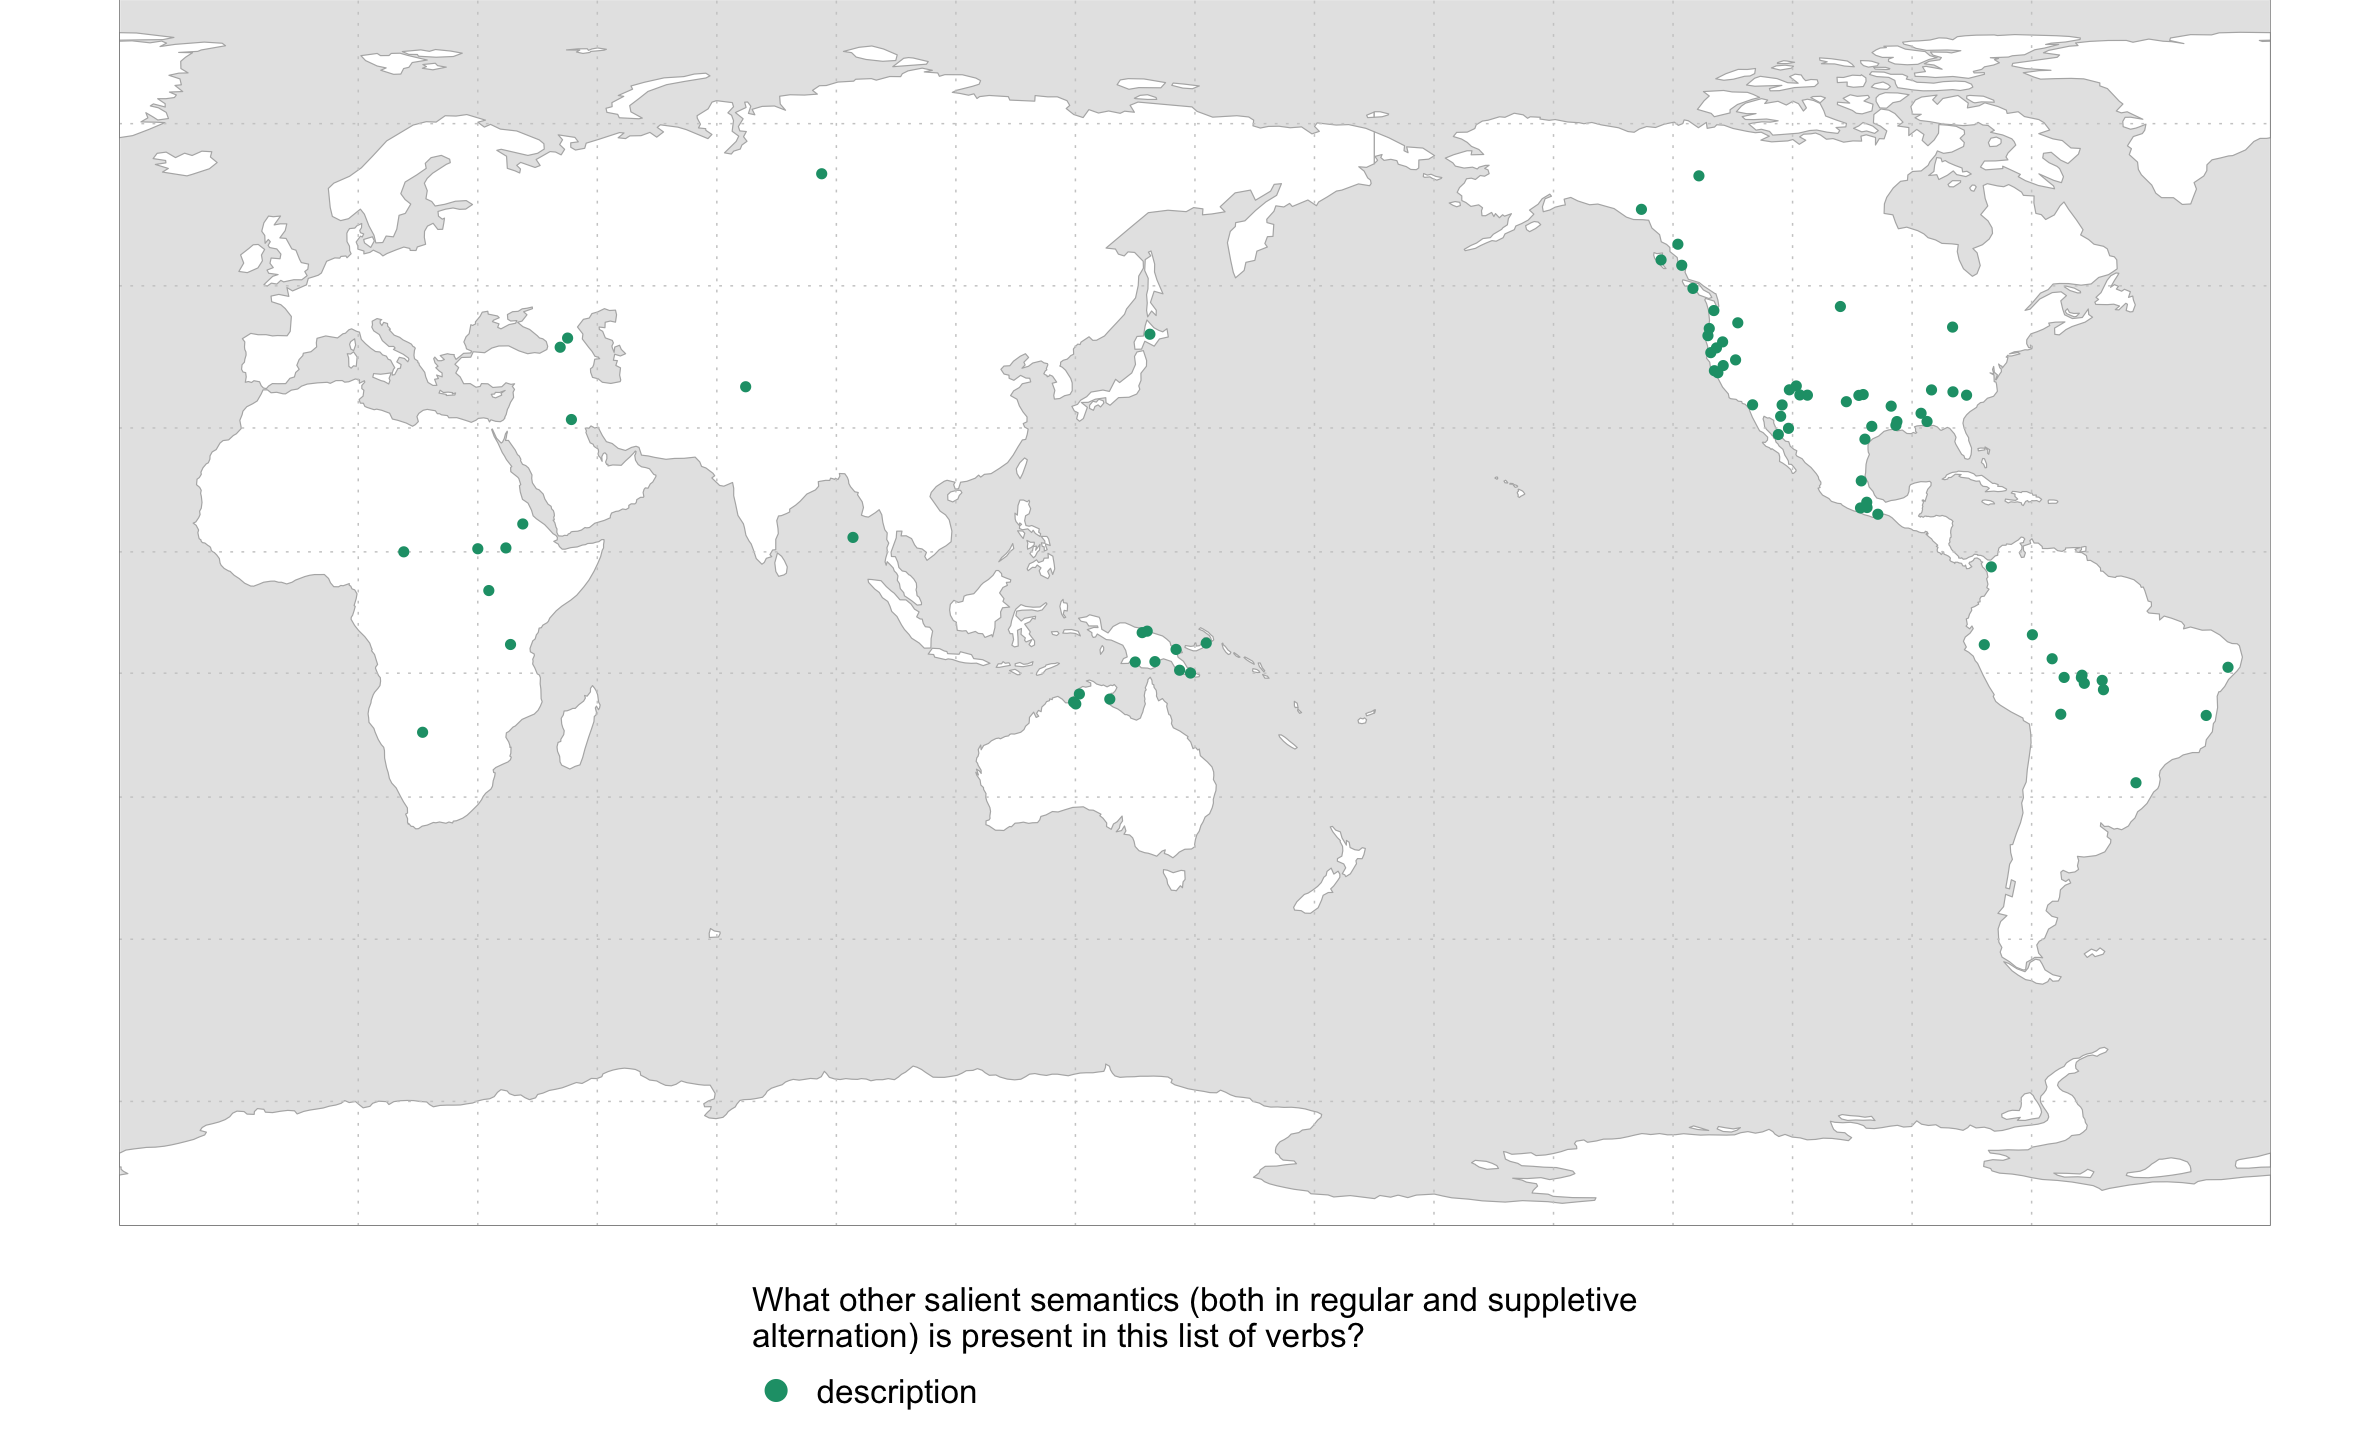 What other salient semantics (both in regular and suppletive
alternation) is present in this list of verbs?
description